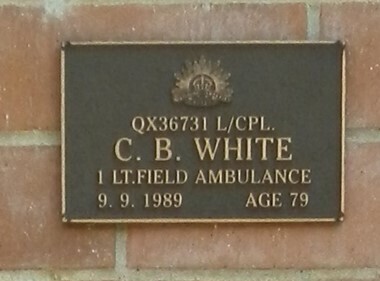 QX36731 L/CPL.
C. B. WHITE
1 LT.FIELD AMBULANCE
9. 9. 1989 AGE 79